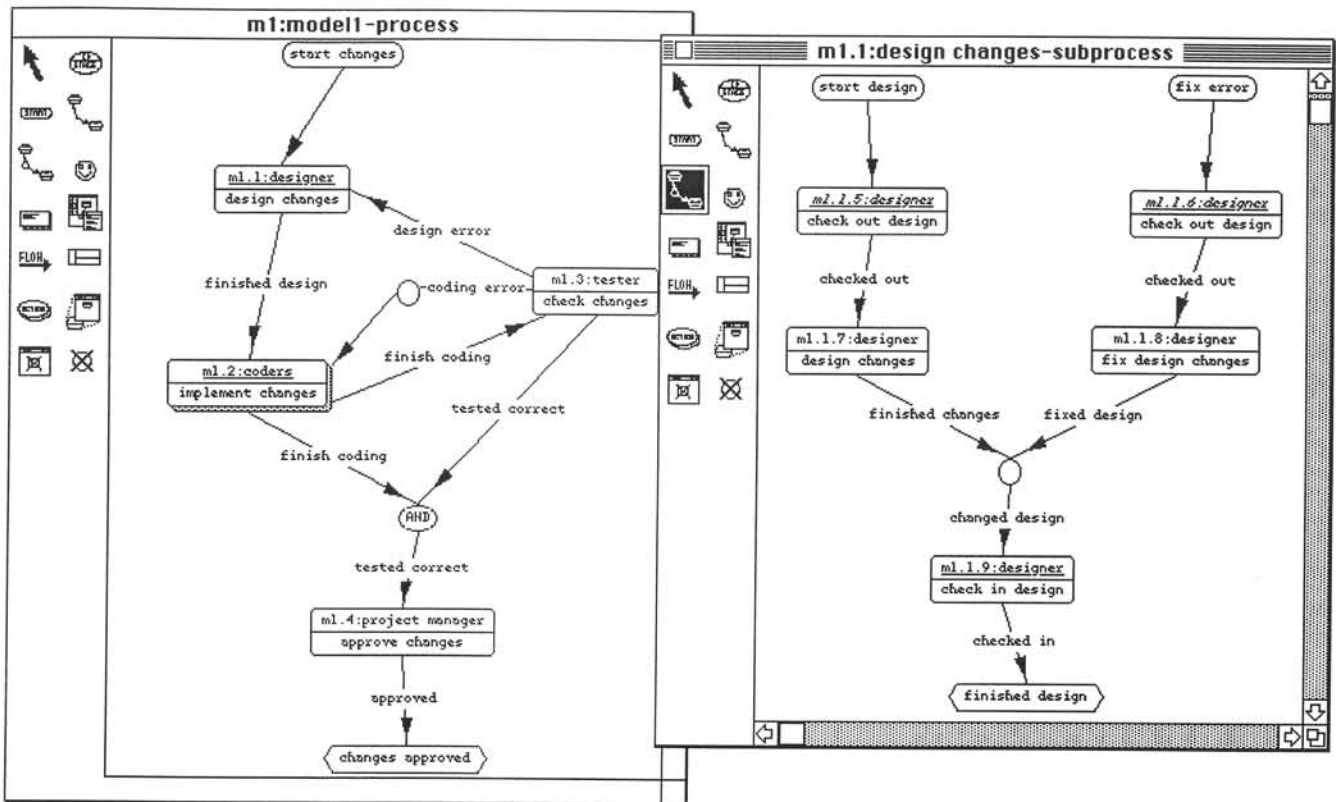 m1:model1-process
start changes
START
m1.1:designer
design changes
design error
finished design
m1.3:tester
check changes
coding error
FLOW
finish coding
m1.2:coders
implement changes
tested correct
finish coding
AND
tested correct
m1.4:project manager
approve changes
approved
changes approved
m1.1:design changes-subprocess
start design
fix error
START
m1.1.5:designer
check out design
m1.1.6:designer
check out design
checked out
checked out
m1.1.7:designer
design changes
m1.1.8:designer
fix design changes
finished changes
fixed design
changed design
m1.1.9:designer
check in design
checked in
finished design